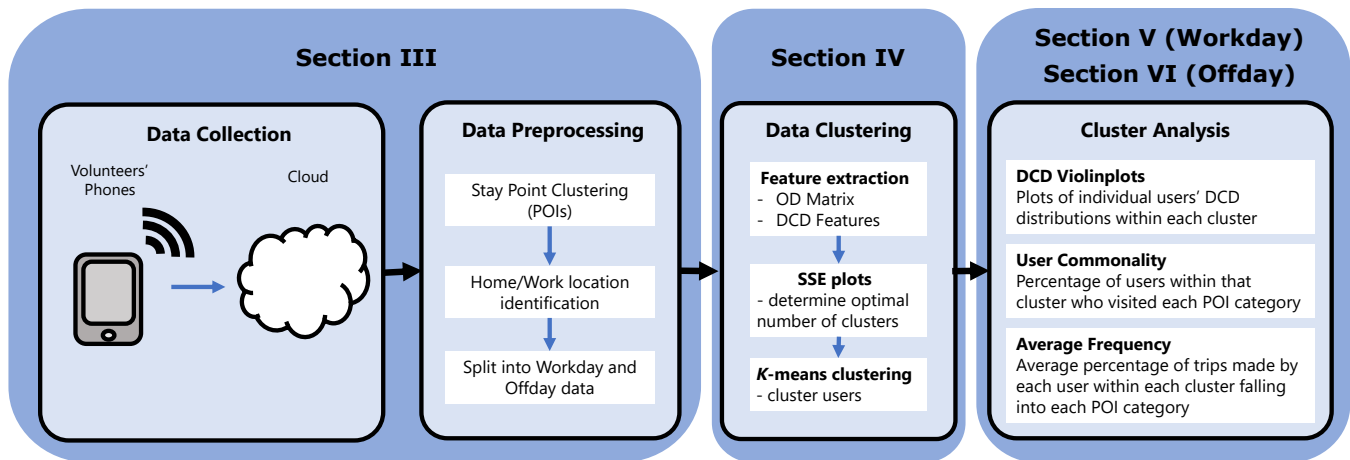 Section III
Data Collection
Volunteers'
Phones
Cloud
Data Preprocessing
Stay Point Clustering
(POIs)
Home/Work location
identification
Split into Workday and
Offday data
Section IV
Data Clustering
Feature extraction
- OD Matrix
- DCD Features
SSE plots
- determine optimal
number of clusters
K-means clustering
- cluster users
Section V (Workday)
Section VI (Offday)
Cluster Analysis
DCD Violinplots
Plots of individual users' DCD
distributions within each cluster
User Commonality
Percentage of users within that
cluster who visited each POI category
Average Frequency
Average percentage of trips made by
each user within each cluster falling
into each POI category